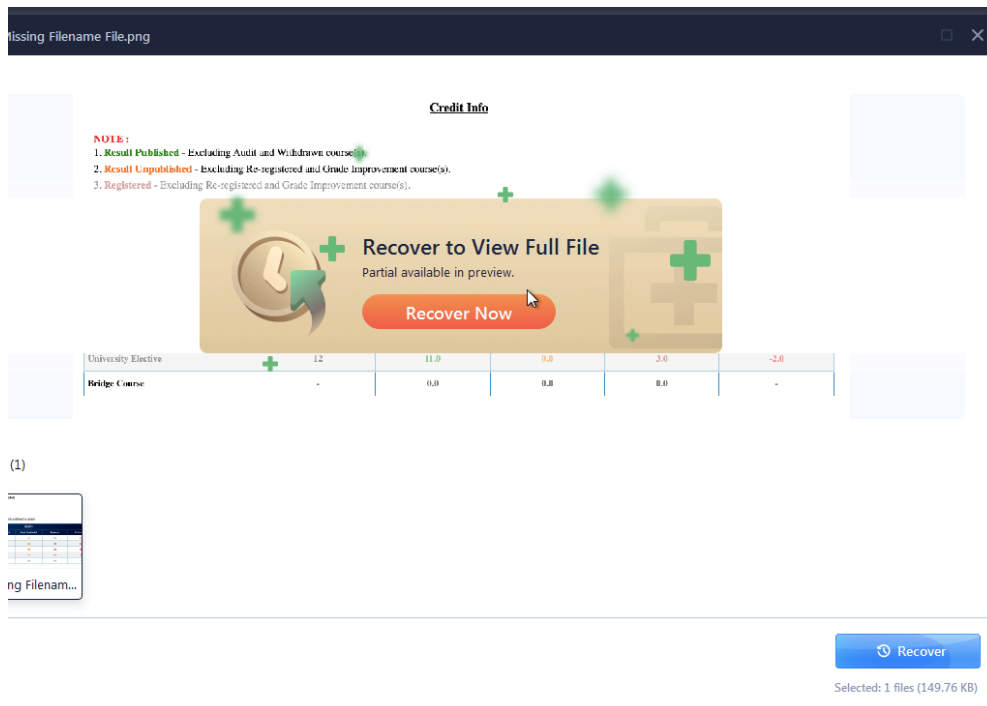 Missing Filename File.png
Credit Info
NOTE :
1. Result Published - Excluding Audit and Withdrawn course(s).
2. Result Unpublished - Excluding Re-registered and Grade Improvement course(s).
3. Registered - Excluding Re-registered and Grade Improvement course(s).
Recover to View Full File
Partial available in preview.
Recover Now
University Elective 12 11.0 0.0 3.0 -2.0
Bridge Course - 0.0 0.0 0.0 -
(1)
ng Filenam...
Recover
Selected: 1 files (149.76 KB)